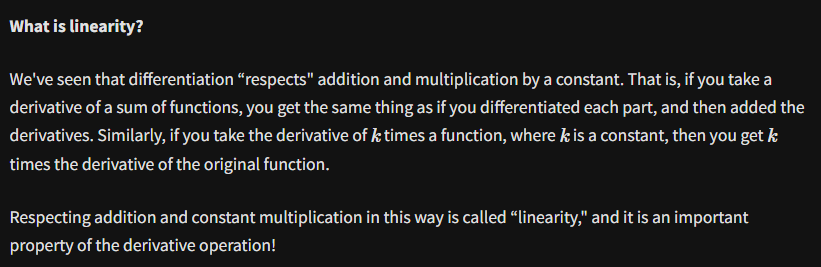 What is linearity?
We've seen that differentiation “respects" addition and multiplication by a constant. That is, if you take a
derivative of a sum of functions, you get the same thing as if you differentiated each part, and then added the
derivatives. Similarly, if you take the derivative of k times a function, where k is a constant, then you get k
times the derivative of the original function.
Respecting addition and constant multiplication in this way is called “linearity," and it is an important
property of the derivative operation!